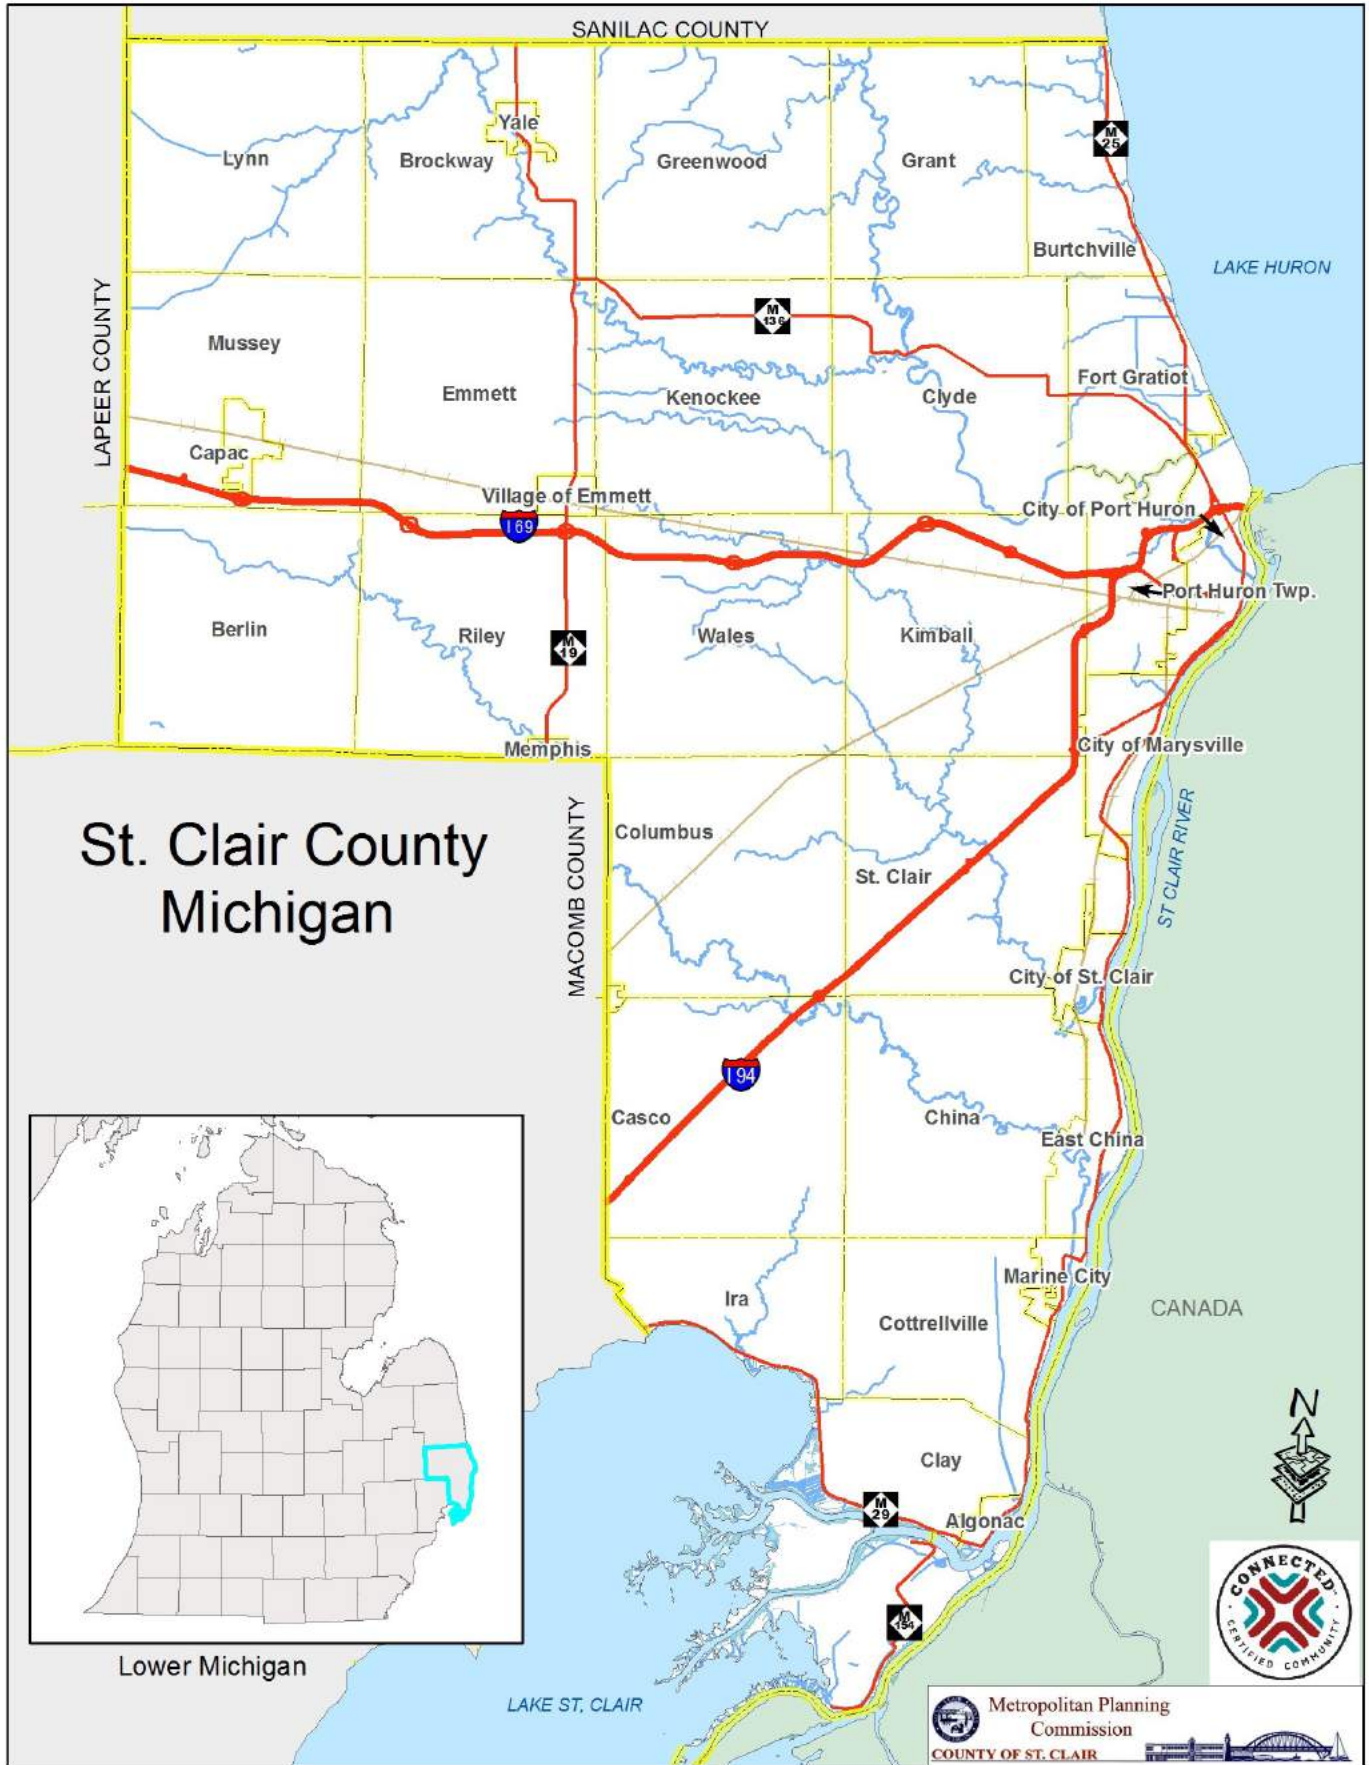 SANILAC COUNTY
Yale
M
25
Lynn
Brockway
Greenwood
Grant
Burtchville
LAKE HURON
LAPEER COUNTY
M
136
Mussey
Emmett
Kenockee
Clyde
Fort Gratiot
Capac
Village of Emmett
I 69
City of Port Huron
Port Huron Twp.
Berlin
Riley
M
19
Wales
Kimball
Memphis
City of Marysville
St. Clair County
Michigan
MACOMB COUNTY
Columbus
St. Clair
ST CLAIR RIVER
City of St. Clair
I 94
Casco
China
East China
Marine City
Ira
Cottrellville
CANADA
N
Clay
M
29
Algonac
M
154
Lower Michigan
LAKE ST. CLAIR
CONNECTED
CERTIFIED COMMUNITY
Metropolitan Planning
Commission
COUNTY OF ST. CLAIR